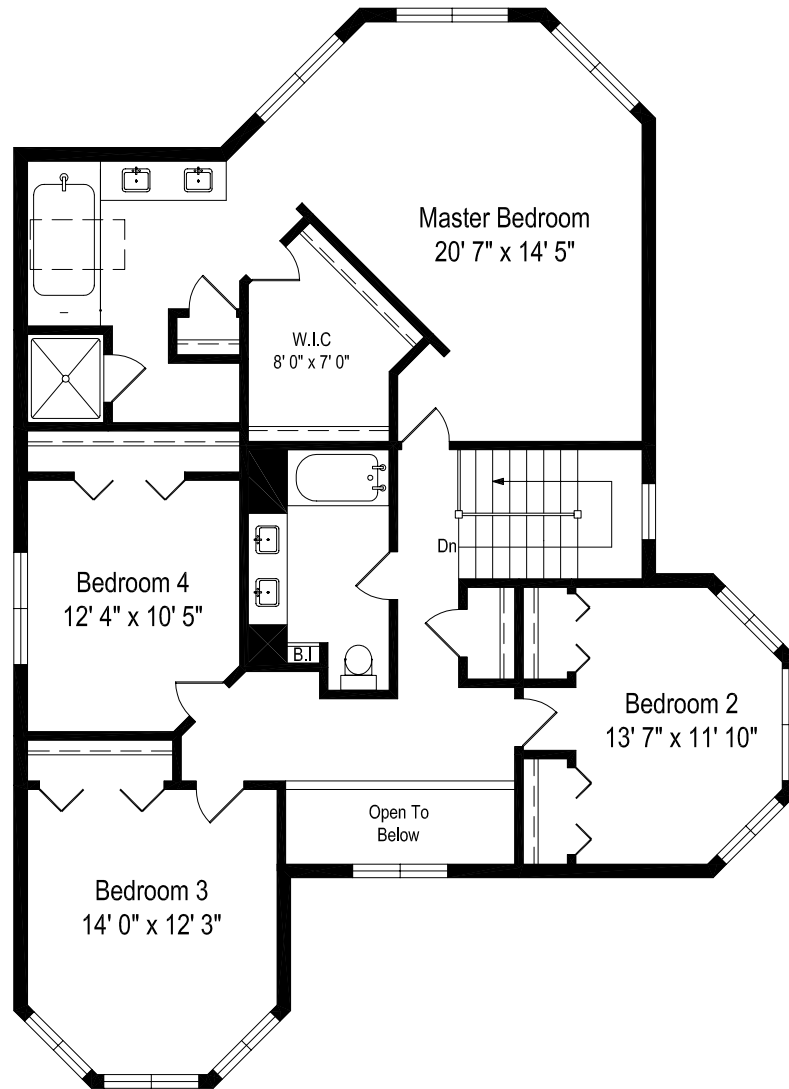 Master Bedroom
20' 7" x 14' 5"
W.I.C
8' 0" x 7' 0"
Dn
Bedroom 4
12' 4" x 10' 5"
B.I
Bedroom 2
13' 7" x 11' 10"
Open To
Below
Bedroom 3
14' 0" x 12' 3"